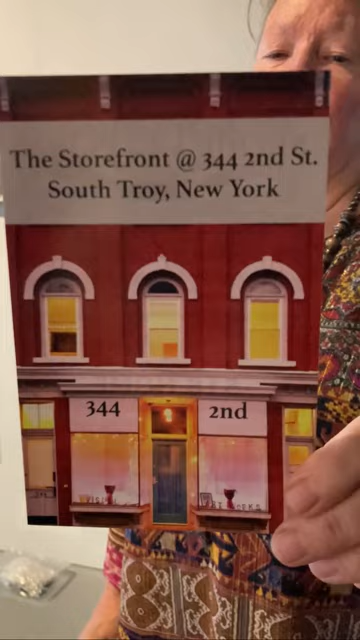 The Storefront @ 344 2nd St.
South Troy, New York
344 2nd